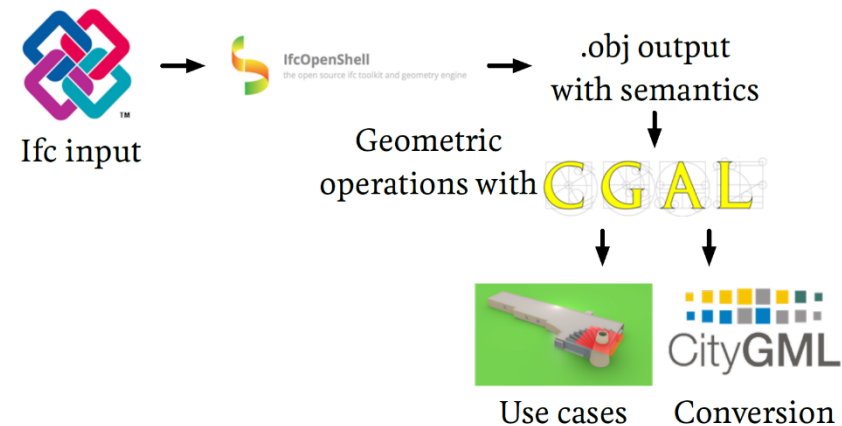 TM
Ifc input
IfcOpenShell
the open source ifc toolkit and geometry engine
.obj output
with semantics
Geometric
operations with CGAL
CityGML
Use cases
Conversion